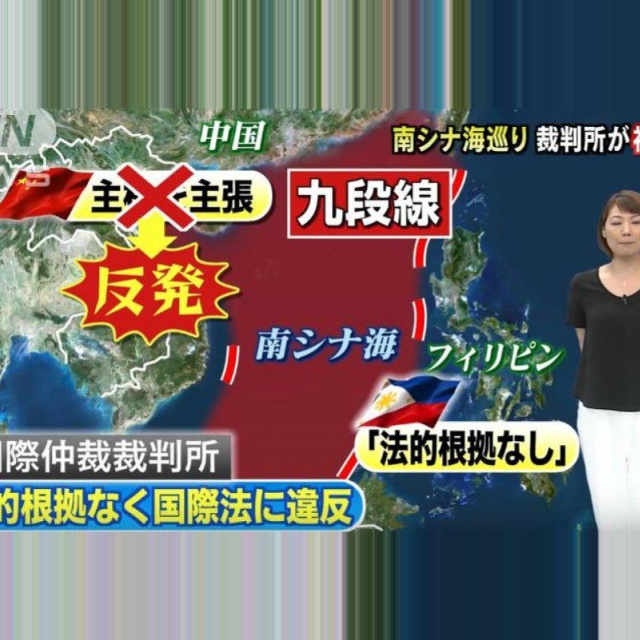 中国
南シナ海巡り 裁判所が
主
を主張
九段線
反発
南シナ海
フィリピン
「法的根拠なし」
際仲裁裁判所
的根拠なく国際法に違反